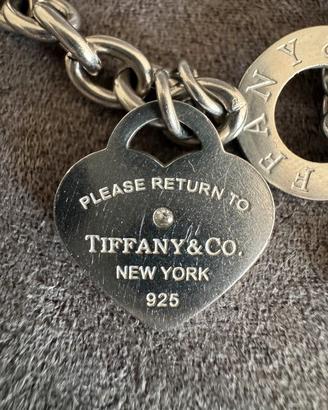 PLEASE RETURN TO
TIFFANY & CO.
NEW YORK
925